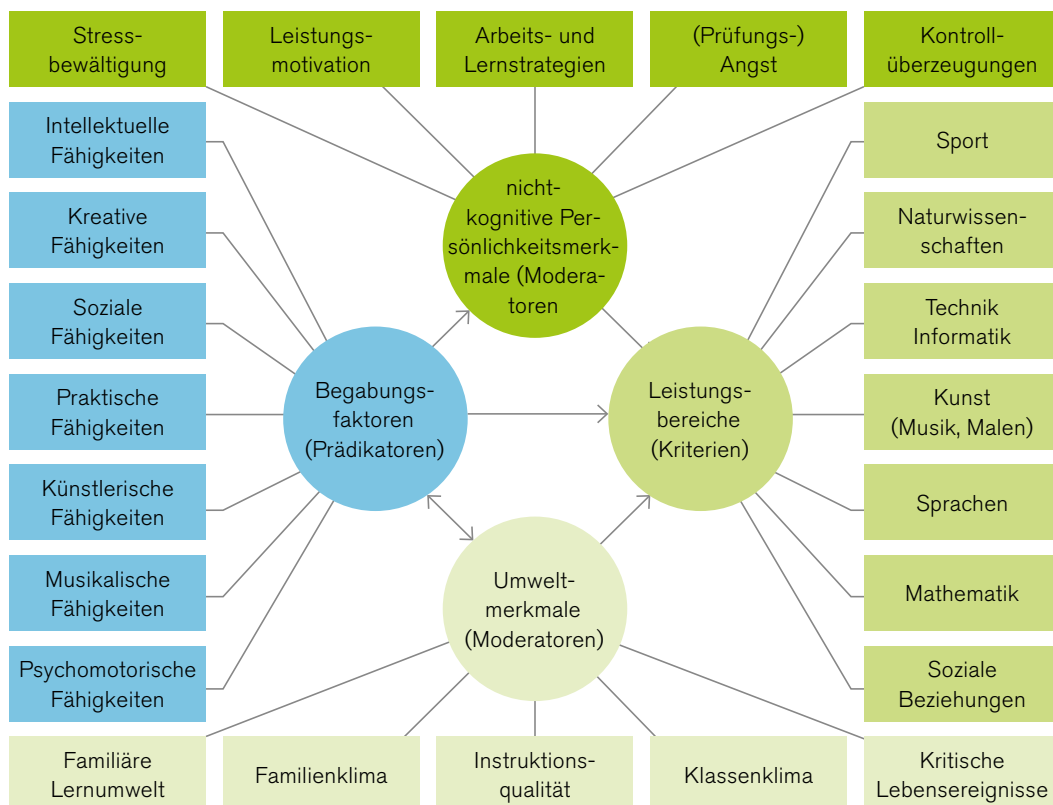 Stress-
bewältigung
Leistungs-
motivation
Arbeits- und
Lernstrategien
(Prüfungs-)
Angst
Kontroll-
überzeugungen
Intellektuelle
Fähigkeiten
Kreative
Fähigkeiten
Soziale
Fähigkeiten
Praktische
Fähigkeiten
Künstlerische
Fähigkeiten
Musikalische
Fähigkeiten
Psychomotorische
Fähigkeiten
nicht-
kognitive Per-
sönlichkeitsmerk-
male (Modera-
toren
Begabungs-
faktoren
(Prädikatoren)
Leistungs-
bereiche
(Kriterien)
Umwelt-
merkmale
(Moderatoren)
Sport
Naturwissen-
schaften
Technik
Informatik
Kunst
(Musik, Malen)
Sprachen
Mathematik
Soziale
Beziehungen
Familiäre
Lernumwelt
Familienklima
Instruktions-
qualität
Klassenklima
Kritische
Lebensereignisse